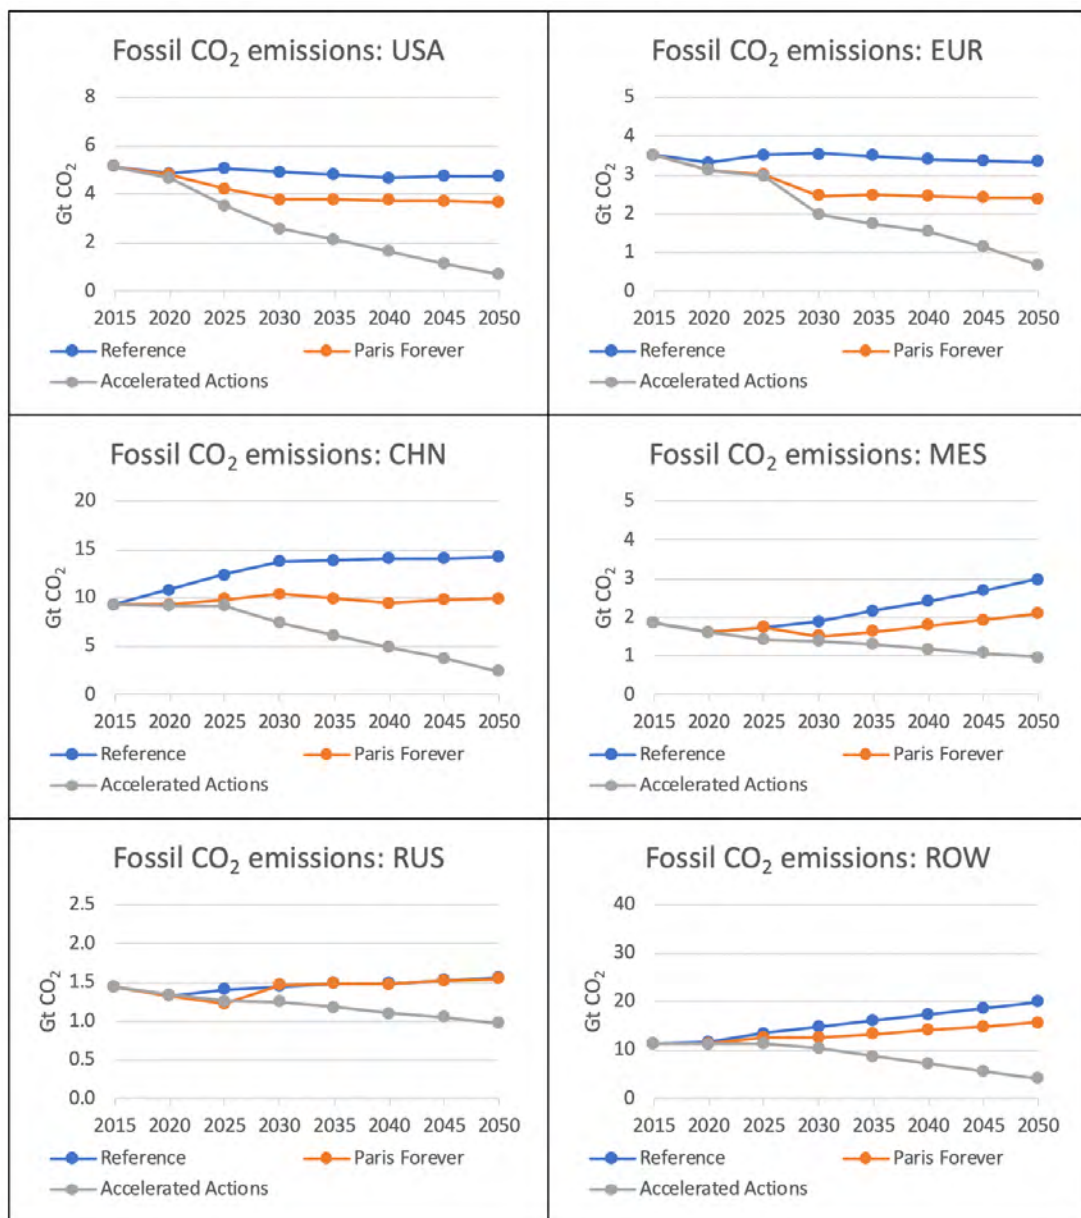 Fossil CO₂ emissions: USA
Gt CO₂
8
6
4
2
0
2015 2020 2025 2030 2035 2040 2045 2050
Reference Paris Forever
Accelerated Actions
Fossil CO₂ emissions: EUR
Gt CO₂
5
4
3
2
1
0
2015 2020 2025 2030 2035 2040 2045 2050
Reference Paris Forever
Accelerated Actions
Fossil CO₂ emissions: CHN
Gt CO₂
20
15
10
5
0
2015 2020 2025 2030 2035 2040 2045 2050
Reference Paris Forever
Accelerated Actions
Fossil CO₂ emissions: MES
Gt CO₂
5
4
3
2
1
0
2015 2020 2025 2030 2035 2040 2045 2050
Reference Paris Forever
Accelerated Actions
Fossil CO₂ emissions: RUS
Gt CO₂
2.5
2.0
1.5
1.0
0.5
0.0
2015 2020 2025 2030 2035 2040 2045 2050
Reference Paris Forever
Accelerated Actions
Fossil CO₂ emissions: ROW
Gt CO₂
40
30
20
10
0
2015 2020 2025 2030 2035 2040 2045 2050
Reference Paris Forever
Accelerated Actions